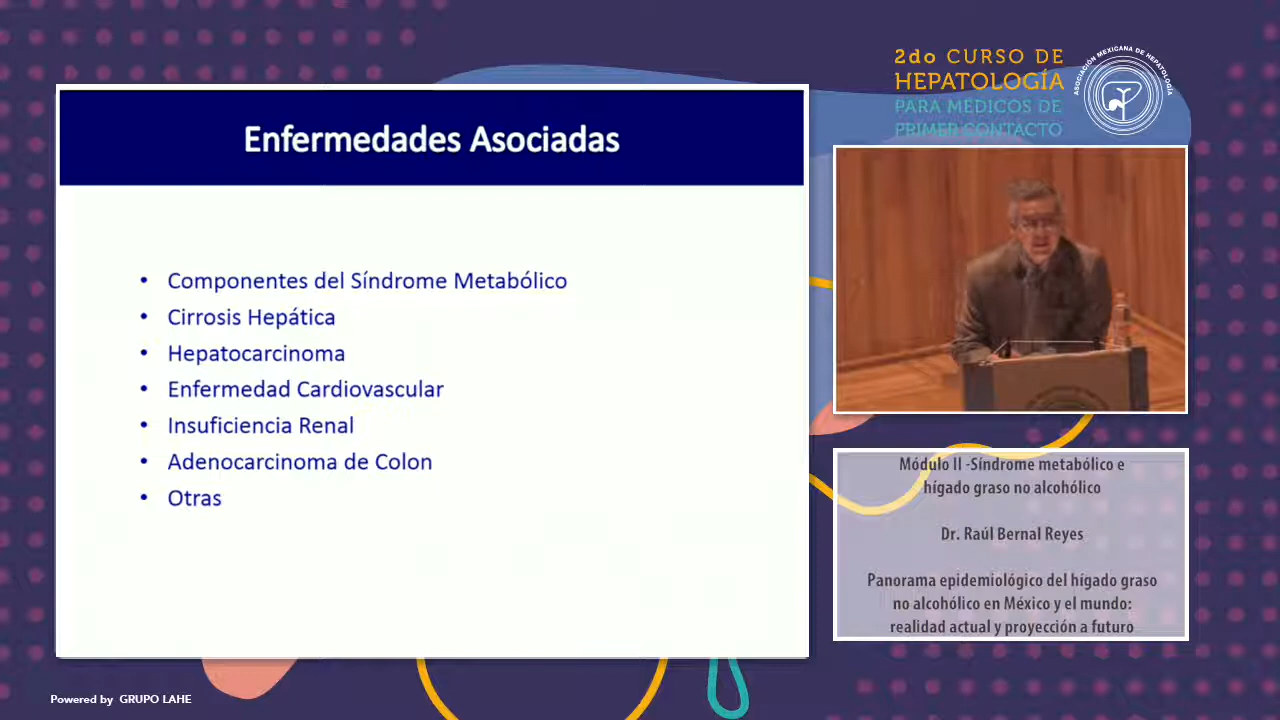 2do CURSO DE
HEPATOLOGÍA
PARA MÉDICOS DE
PRIMER CONTACTO
ASOCIACIÓN MEXICANA DE HEPATOLOGÍA
Enfermedades Asociadas
• Componentes del Síndrome Metabólico
• Cirrosis Hepática
• Hepatocarcinoma
• Enfermedad Cardiovascular
• Insuficiencia Renal
• Adenocarcinoma de Colon
• Otras
Módulo II -Síndrome metabólico e
hígado graso no alcohólico
Dr. Raúl Bernal Reyes
Panorama epidemiológico del hígado graso
no alcohólico en México y el mundo:
realidad actual y proyección a futuro
Powered by GRUPO LAHE